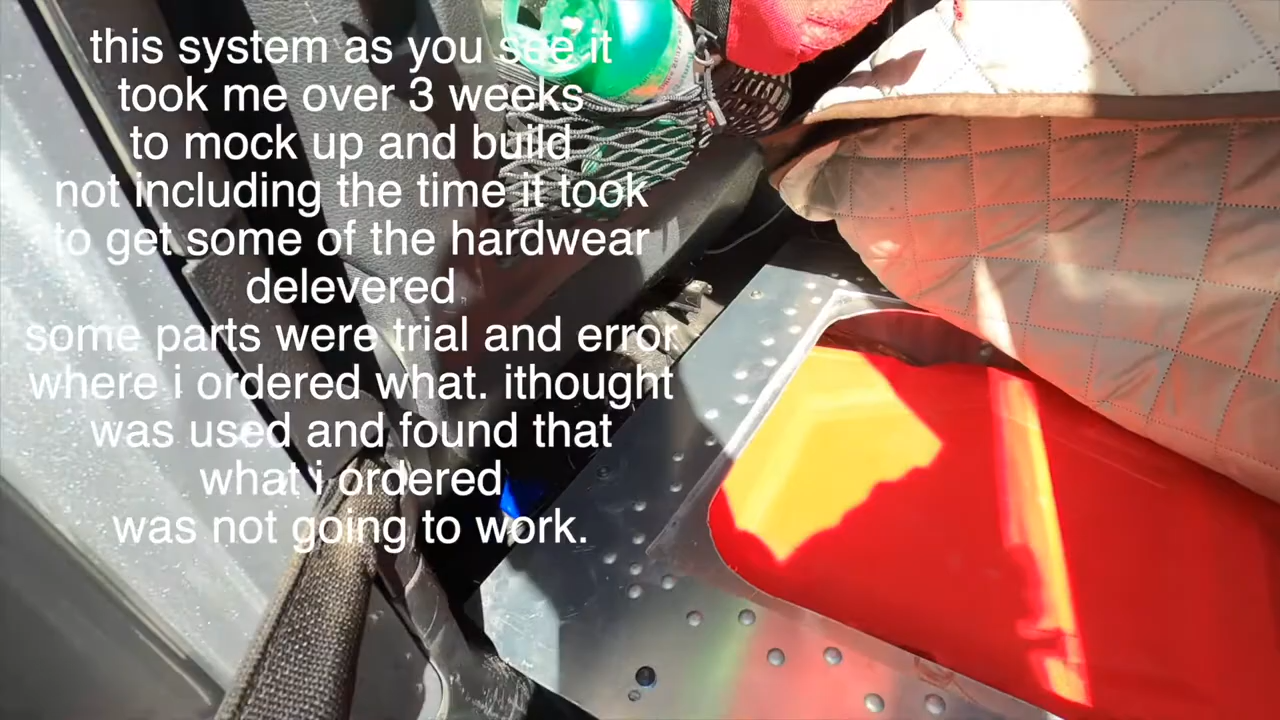 this system as you see it
took me over 3 weeks
to mock up and build
not including the time it took
to get some of the hardwear
delevered
some parts were trial and error
where i ordered what. ithought
was used and found that
what i ordered
was not going to work.